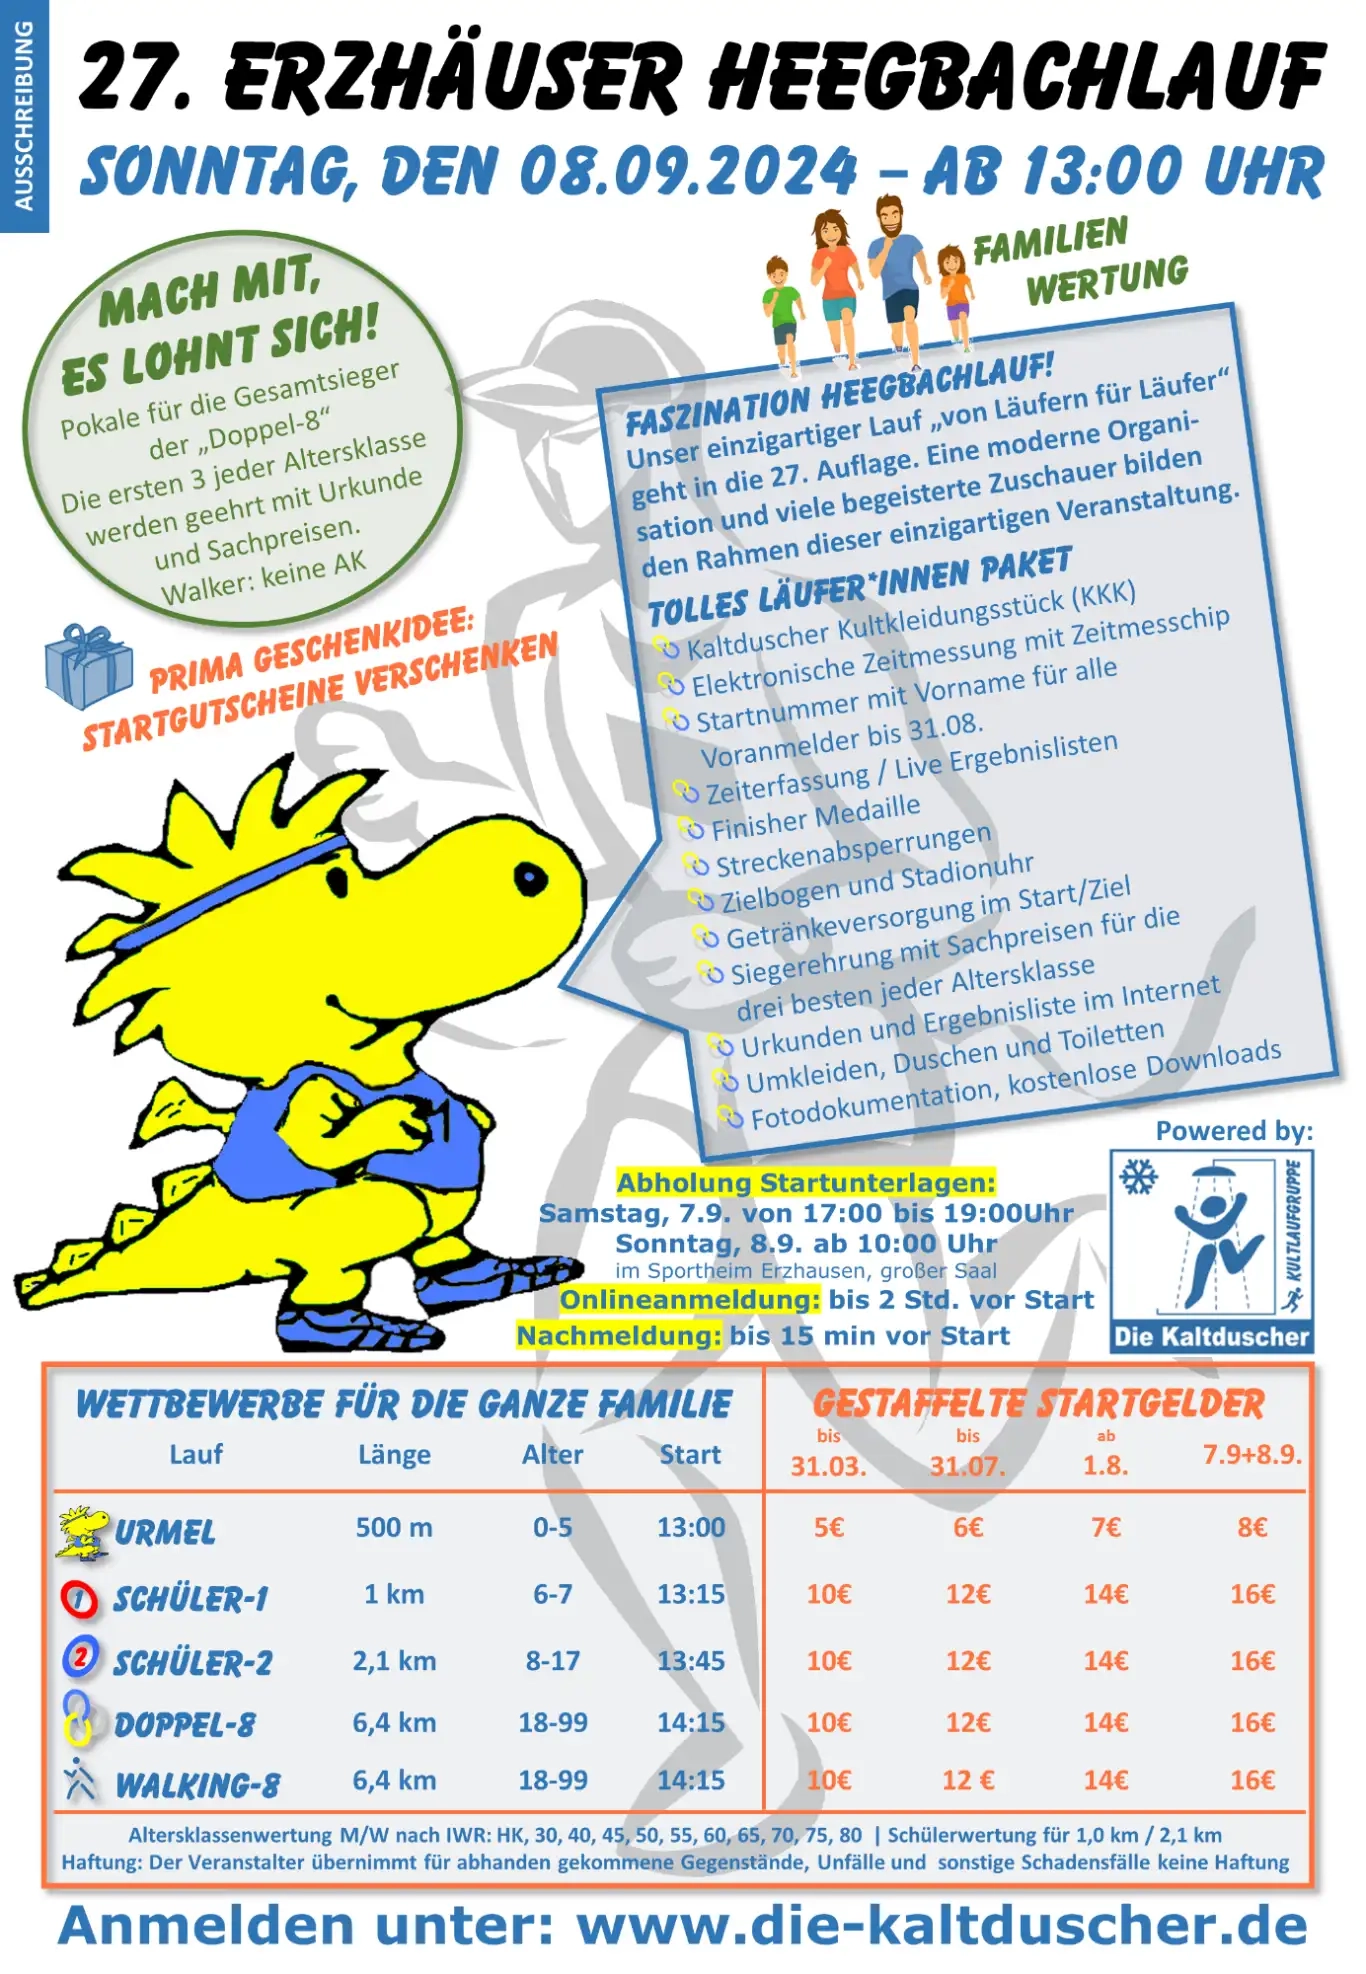 AUSSCHREIBUNG
27. ERZHÄUSER HEEGBACHLAUF
SONNTAG, DEN 08.09.2024 – AB 13:00 UHR
FAMILIEN
WERTUNG
MACH MIT,
ES LOHNT SICH!
Pokale für die Gesamtsieger
der „Doppel-8“
Die ersten 3 jeder Altersklasse
werden geehrt mit Urkunde
und Sachpreisen.
Walker: keine AK
PRIMA GESCHENKIDEE:
STARTGUTSCHEINE VERSCHENKEN
FASZINATION HEEGBACHLAUF!
Unser einzigartiger Lauf „von Läufern für Läufer“
geht in die 27. Auflage. Eine moderne Organi-
sation und viele begeisterte Zuschauer bilden
den Rahmen dieser einzigartigen Veranstaltung.
TOLLES LÄUFER*INNEN PAKET
Kaltduscher Kultkleidungsstück (KKK)
Elektronische Zeitmessung mit Zeitmesschip
Startnummer mit Vorname für alle
Voranmelder bis 31.08.
Zeiterfassung / Live Ergebnislisten
Finisher Medaille
Streckenabsperrungen
Zielbogen und Stadionuhr
Getränkeversorgung im Start/Ziel
Siegerehrung mit Sachpreisen für die
drei besten jeder Altersklasse
Urkunden und Ergebnisliste im Internet
Umkleiden, Duschen und Toiletten
Fotodokumentation, kostenlose Downloads
1
Powered by:
KULTLAUFGRUPPE
Die Kaltduscher
Abholung Startunterlagen:
Samstag, 7.9. von 17:00 bis 19:00Uhr
Sonntag, 8.9. ab 10:00 Uhr
im Sportheim Erzhausen, großer Saal
Onlineanmeldung: bis 2 Std. vor Start
Nachmeldung: bis 15 min vor Start
WETTBEWERBE FÜR DIE GANZE FAMILIE GESTAFFELTE STARTGELDER
bis bis ab
Lauf Länge Alter Start 31.03. 31.07. 1.8. 7.9+8.9.
URMEL 500 m 0-5 13:00 5€ 6€ 7€ 8€
1 SCHÜLER-1 1 km 6-7 13:15 10€ 12€ 14€ 16€
2 SCHÜLER-2 2,1 km 8-17 13:45 10€ 12€ 14€ 16€
DOPPEL-8 6,4 km 18-99 14:15 10€ 12€ 14€ 16€
WALKING-8 6,4 km 18-99 14:15 10€ 12 € 14€ 16€
Altersklassenwertung M/W nach IWR: HK, 30, 40, 45, 50, 55, 60, 65, 70, 75, 80 | Schülerwertung für 1,0 km / 2,1 km
Haftung: Der Veranstalter übernimmt für abhanden gekommene Gegenstände, Unfälle und sonstige Schadensfälle keine Haftung
Anmelden unter: www.die-kaltduscher.de